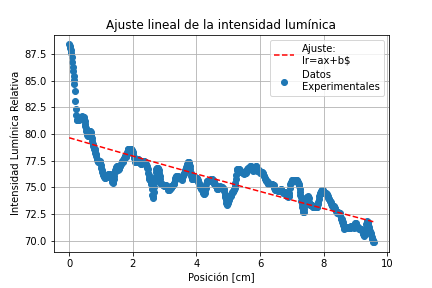 Ajuste lineal de la intensidad lumínica
Ajuste:
Ir=ax+b$
Datos
Experimentales
Intensidad Lumínica Relativa
87.5
85.0
82.5
80.0
77.5
75.0
72.5
70.0
0 2 4 6 8 10
Posición [cm]